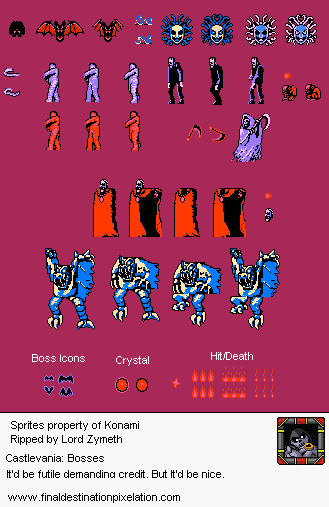 Boss Icons
Crystal
Hit/Death
Sprites property of Konami
Ripped by Lord Zymeth
Castlevania: Bosses
It'd be futile demanding credit. But It'd be nice.
www.finaldestinationpixelation.com